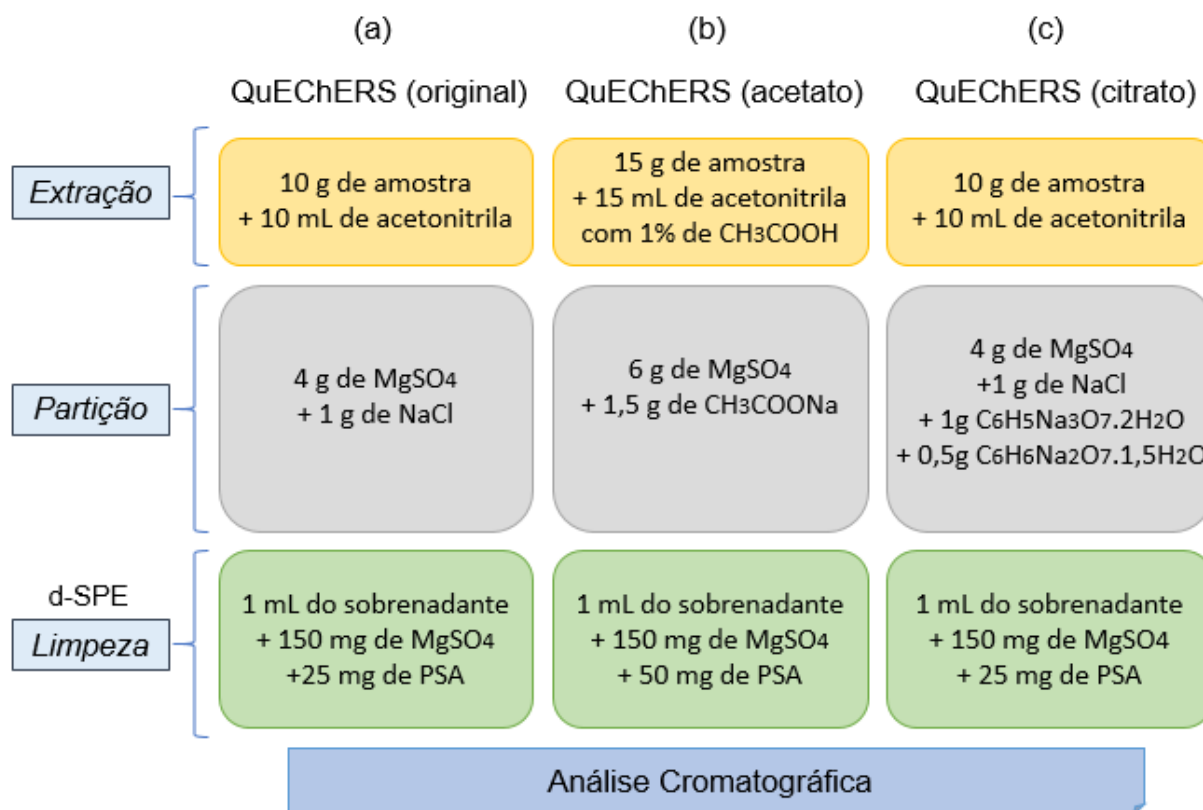 (a)
(b)
(c)
QuEChERS (original)
QuEChERS (acetato)
QuEChERS (citrato)
Extração
10 g de amostra
+ 10 mL de acetonitrila
15 g de amostra
+ 15 mL de acetonitrila
com 1% de CH3COOH
10 g de amostra
+ 10 mL de acetonitrila
Partição
4 g de MgSO4
+ 1 g de NaCl
6 g de MgSO4
+ 1,5 g de CH3COONa
4 g de MgSO4
+1 g de NaCl
+ 1g C6H5Na3O7.2H2O
+ 0,5g C6H6Na2O7.1,5H2O
d-SPE
Limpeza
1 mL do sobrenadante
+ 150 mg de MgSO4
+25 mg de PSA
1 mL do sobrenadante
+ 150 mg de MgSO4
+ 50 mg de PSA
1 mL do sobrenadante
+ 150 mg de MgSO4
+ 25 mg de PSA
Análise Cromatográfica